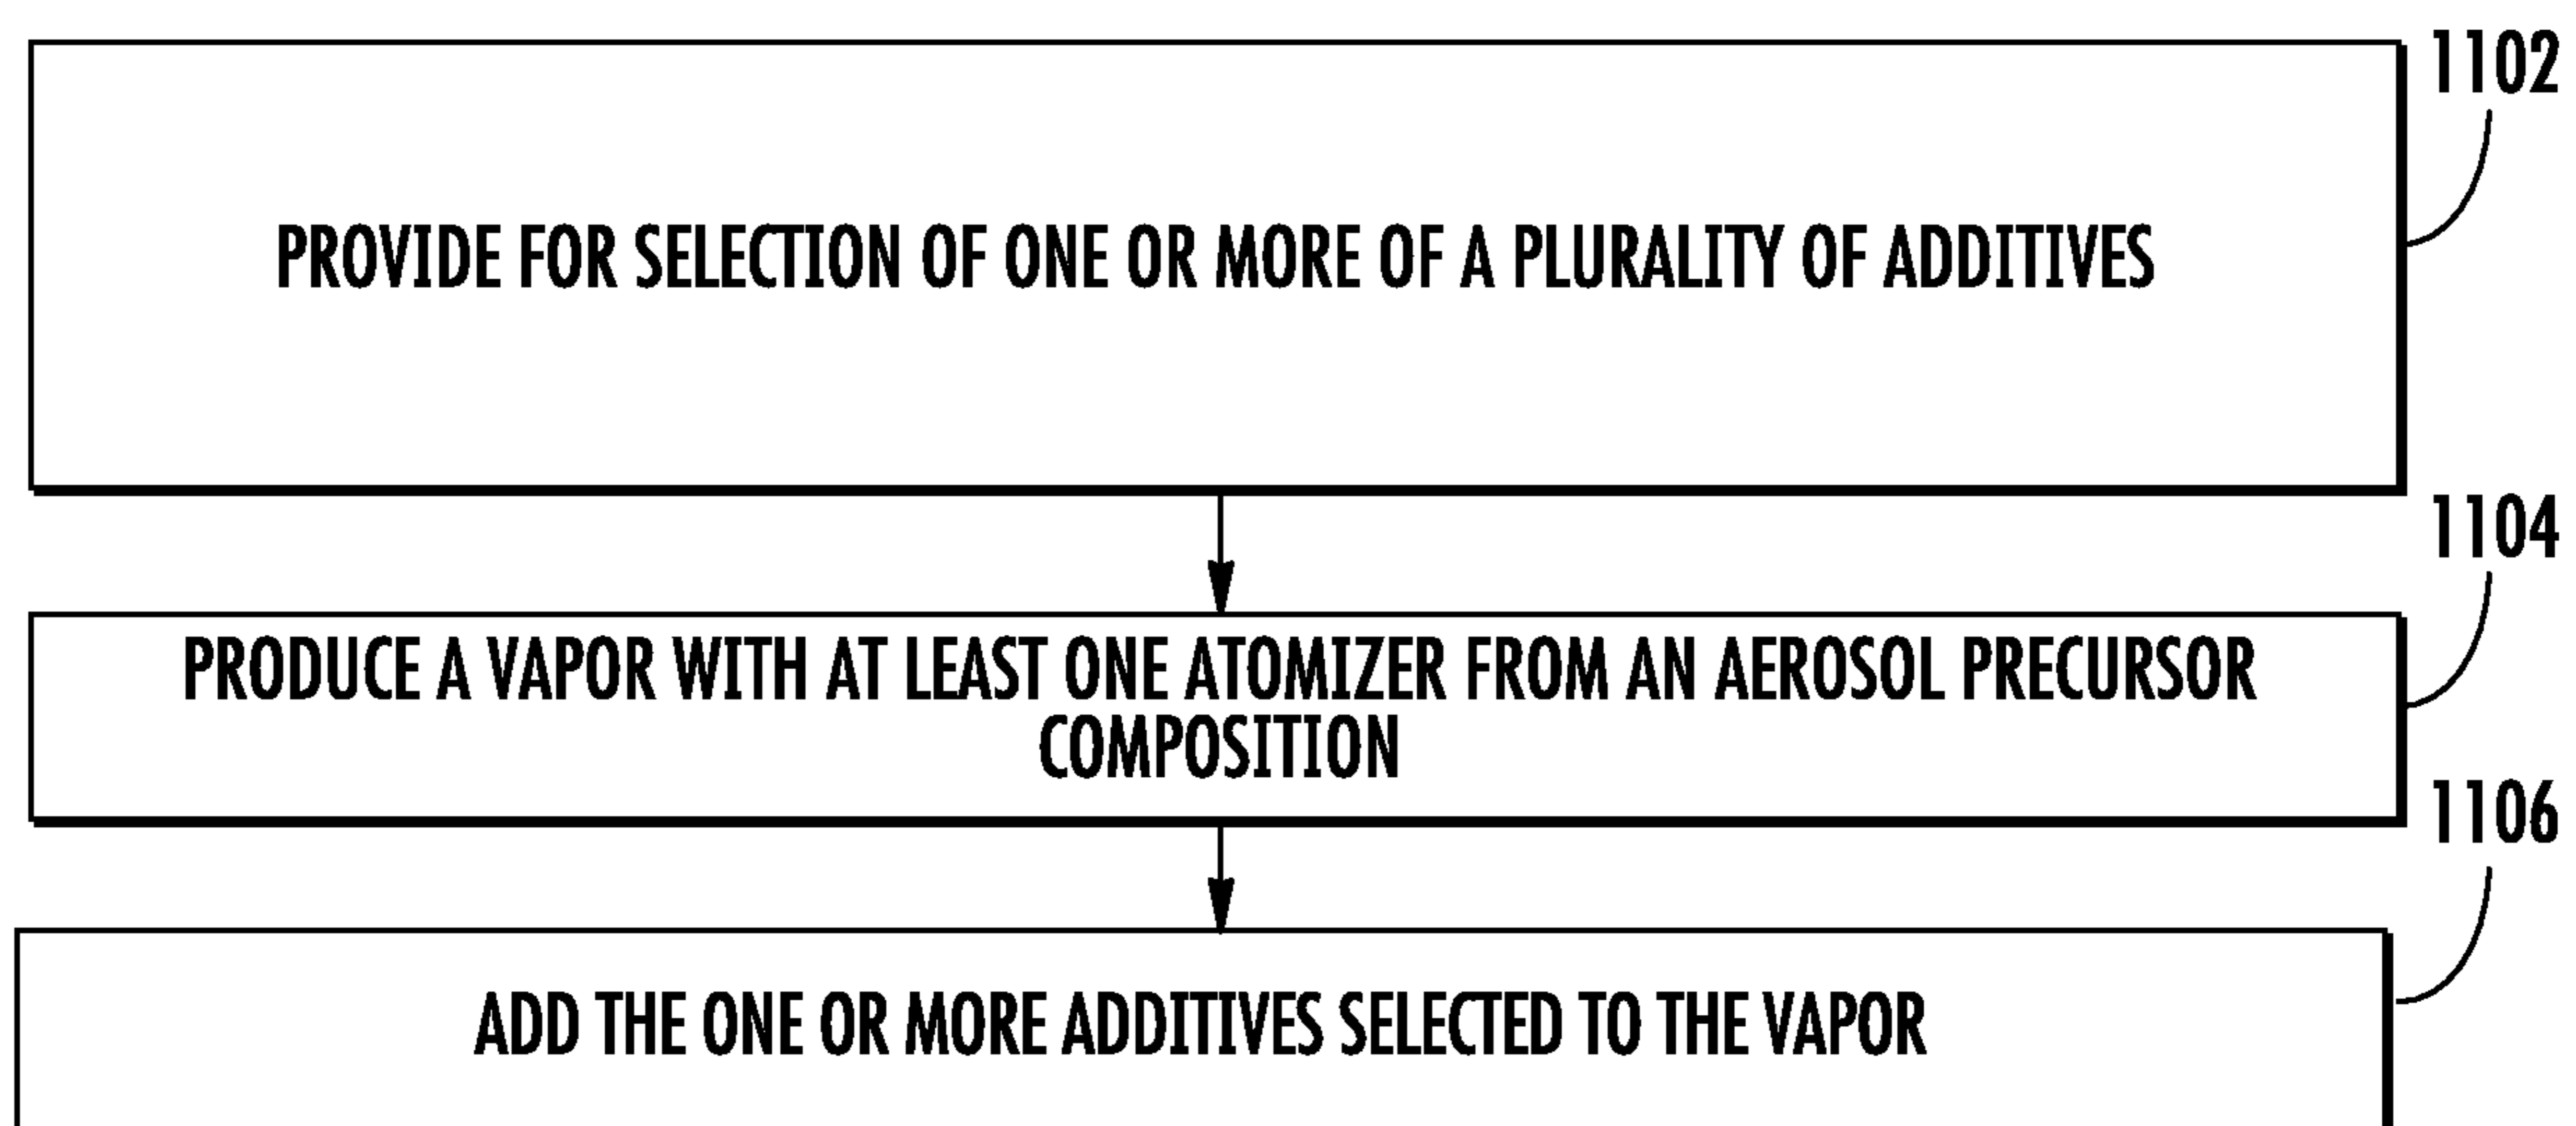 1102
PROVIDE FOR SELECTION OF ONE OR MORE OF A PLURALITY OF ADDITIVES
1104
PRODUCE A VAPOR WITH AT LEAST ONE ATOMIZER FROM AN AEROSOL PRECURSOR
COMPOSITION
1106
ADD THE ONE OR MORE ADDITIVES SELECTED TO THE VAPOR